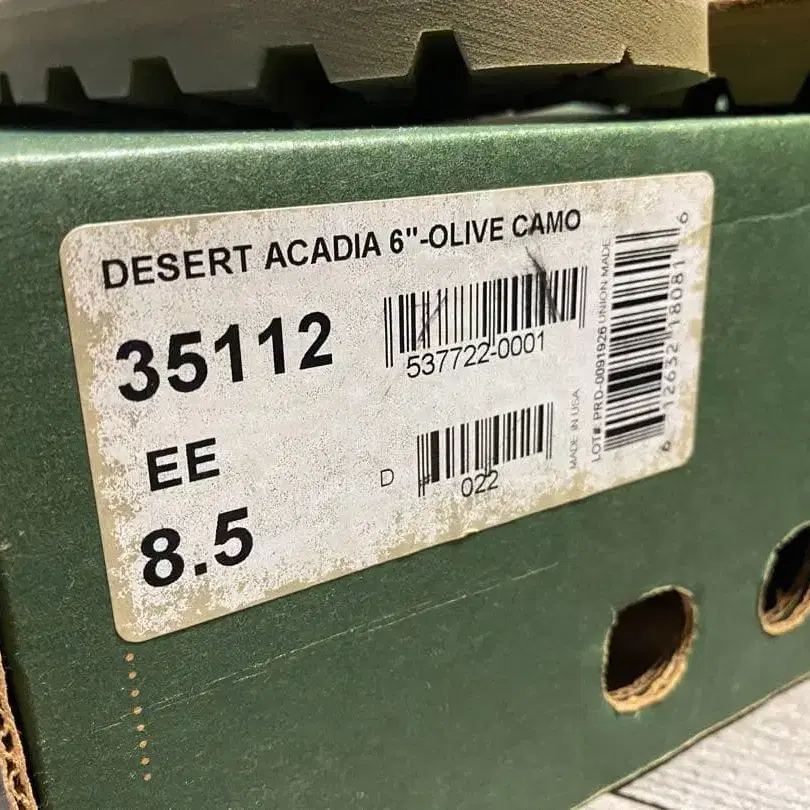 DESERT ACADIA 6"-OLIVE CAMO
35112
537722-0001
EE
D
022
8.5
MADE IN USA
LOT# PRD-0091926 UNION MADE
6 12632 18081 6